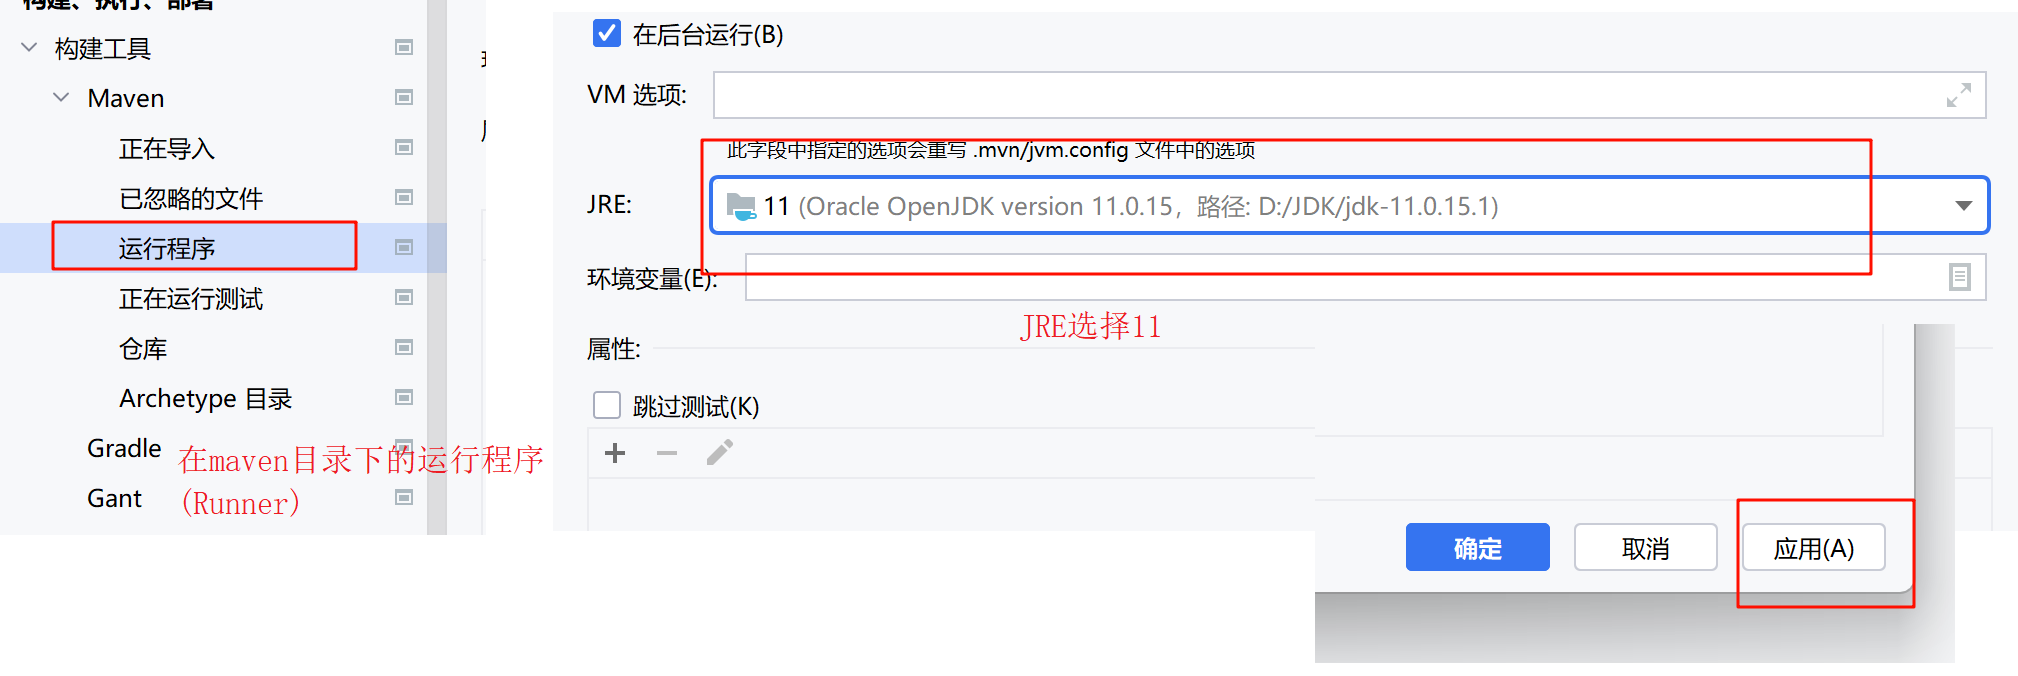 构建、执行、部署
构建工具
Maven
正在导入
已忽略的文件
运行程序
正在运行测试
仓库
Archetype 目录
Gradle
Gant
在maven目录下的运行程序
(Runner)
在后台运行(B)
VM 选项:
此字段中指定的选项会重写 .mvn/jvm.config 文件中的选项
JRE:
11 (Oracle OpenJDK version 11.0.15，路径: D:/JDK/jdk-11.0.15.1)
环境变量(E):
JRE选择11
属性:
跳过测试(K)
确定
取消
应用(A)